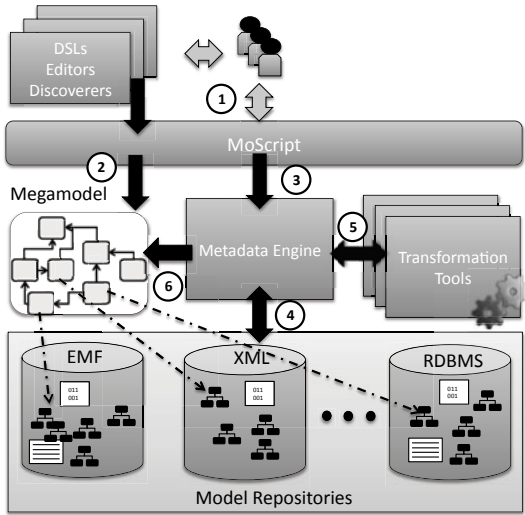 DSLs
Editors
Discoverers
1
MoScript
2
3
Megamodel
Metadata Engine
5
Transformation
Tools
6
4
EMF
XML
RDBMS
011
001
011
001
011
001
Model Repositories